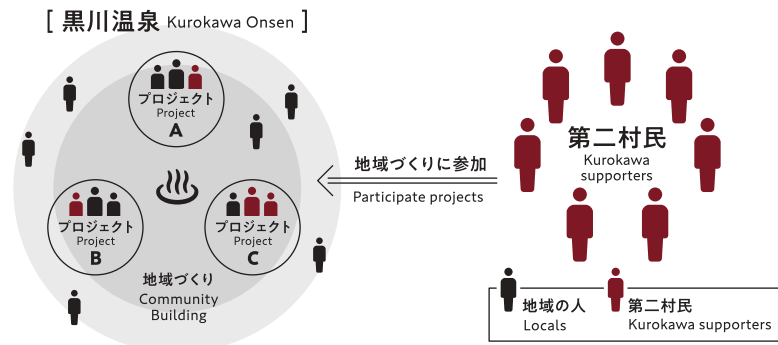 [ 黒川温泉 Kurokawa Onsen ]
プロジェクト
Project
A
プロジェクト
Project
B
プロジェクト
Project
C
地域づくり
Community
Building
地域づくりに参加
Participate projects
第二村民
Kurokawa
supporters
地域の人
Locals
第二村民
Kurokawa supporters